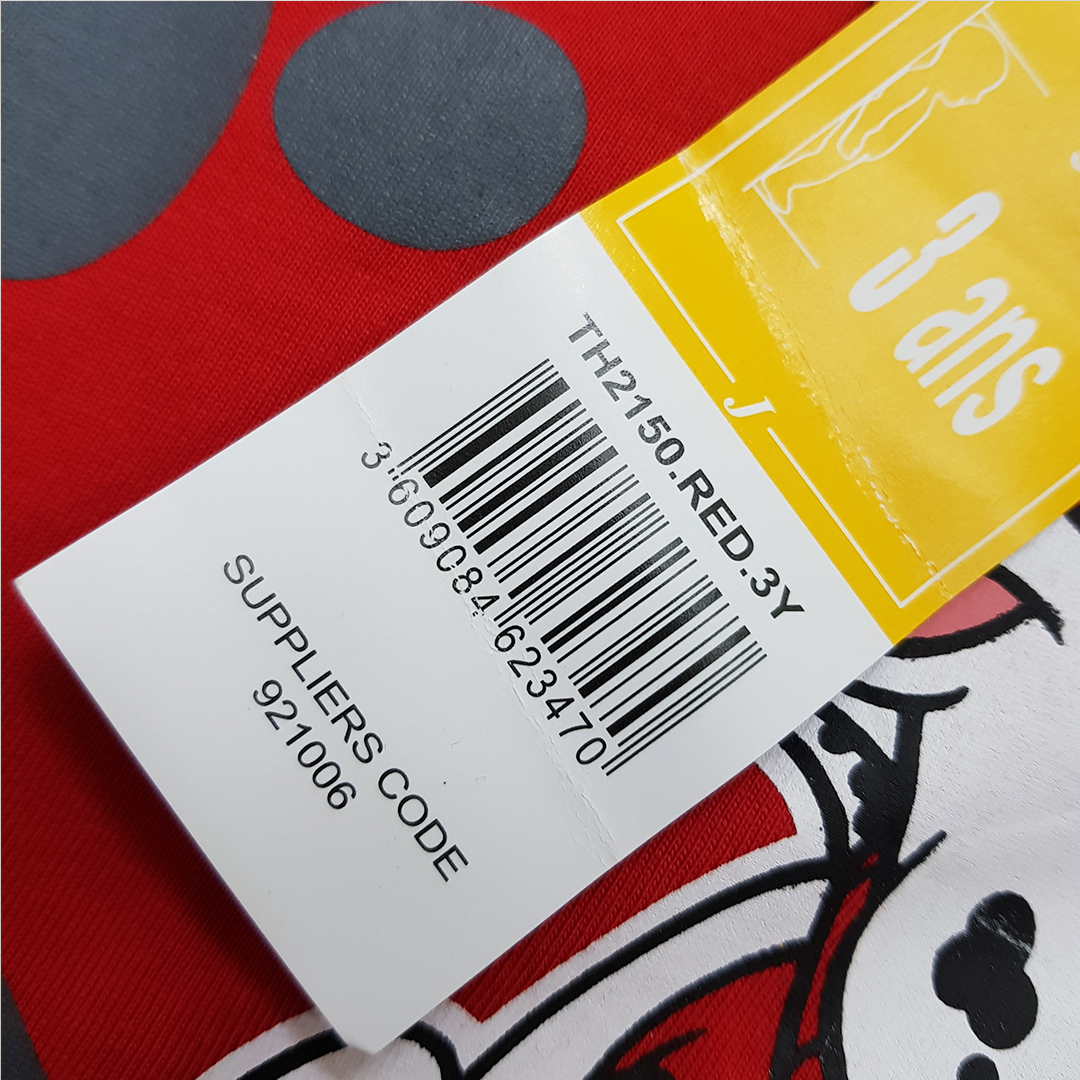 3 ans
J
TH2150.RED.3Y
3 609084 623470
SUPPLIERS CODE
921006